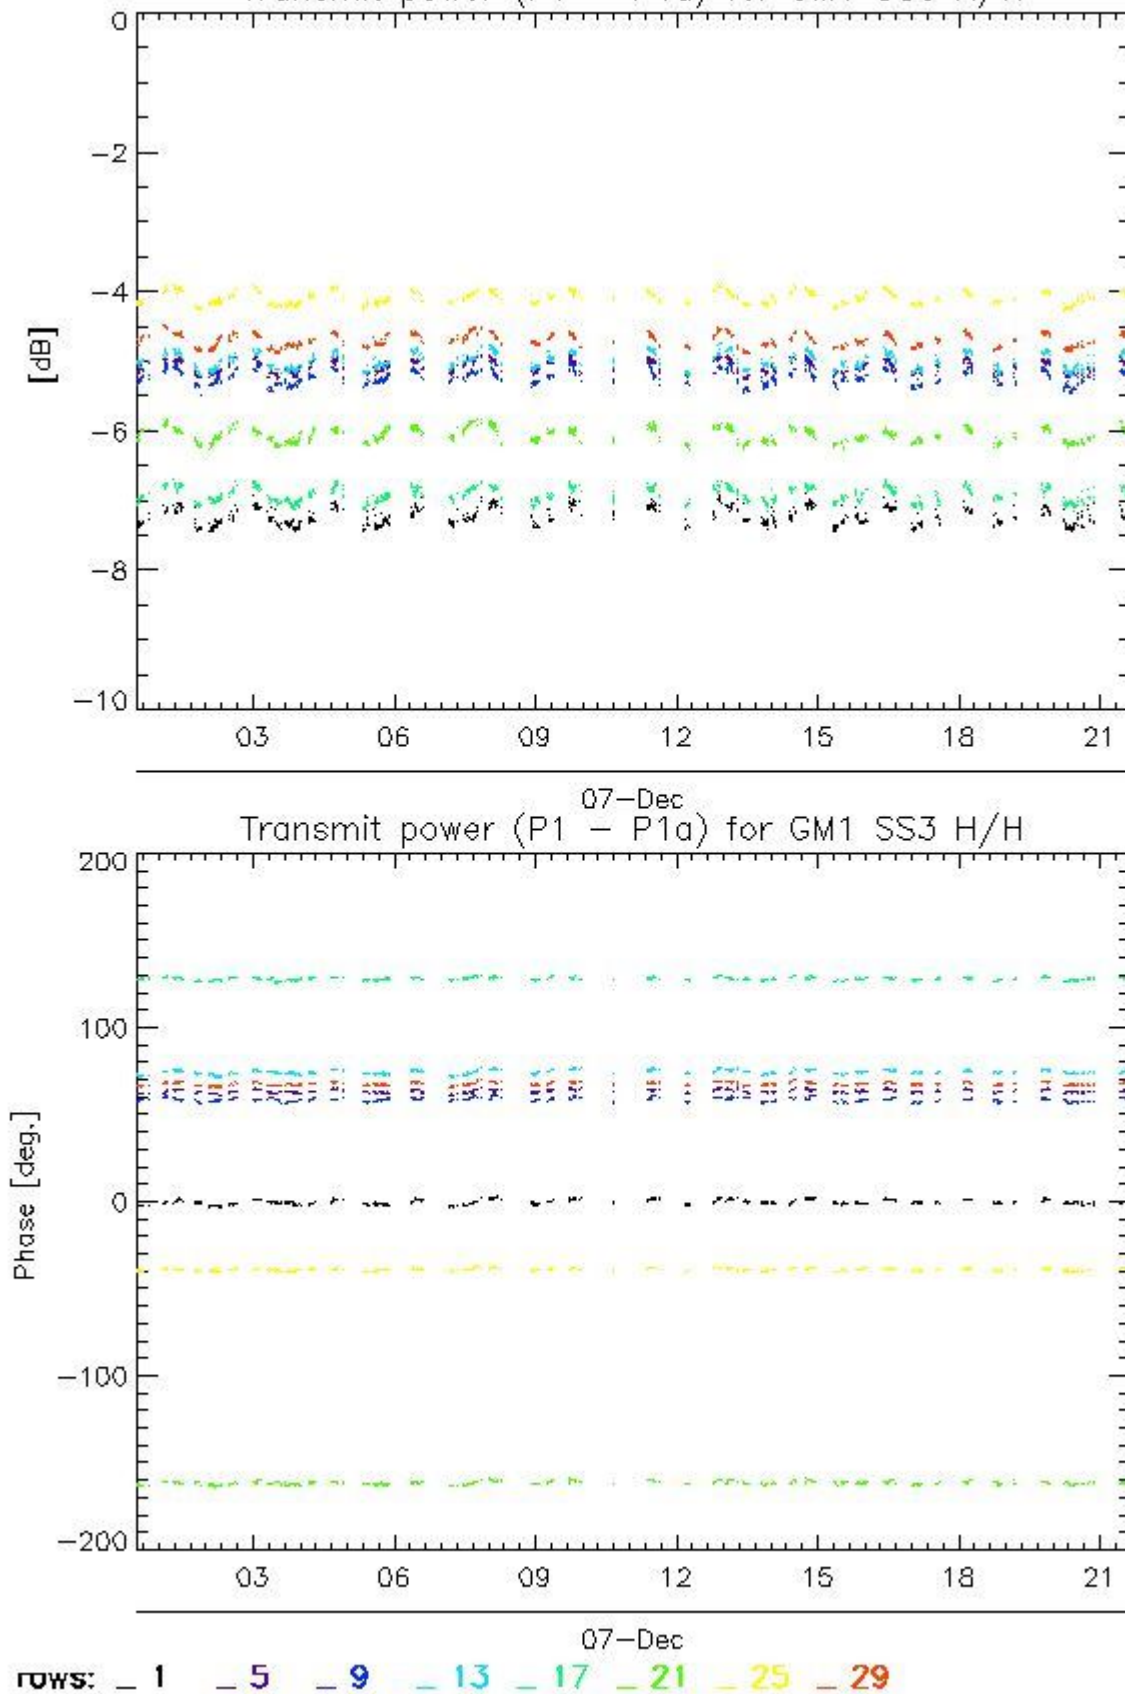 0
−2
−4
[dB]
−6
−8
−10
03 06 09 12 15 18 21
07−Dec
Transmit power (P1 − P1a) for GM1 SS3 H/H
200
100
Phase [deg.]
0
−100
−200
03 06 09 12 15 18 21
07−Dec
rows: _ 1 _ 5 _ 9 _ 13 _ 17 _ 21 _ 25 _ 29